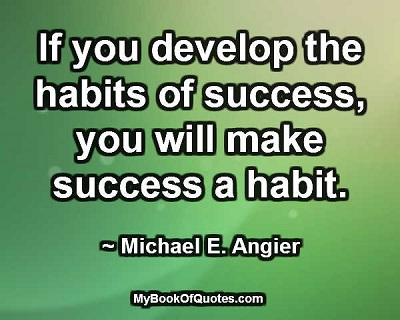 If you develop the
habits of success,
you will make
success a habit.
~ Michael E. Angier
MyBookOfQuotes.com